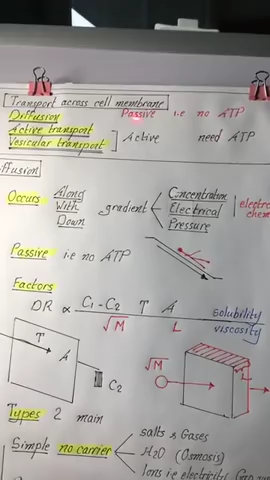 Transport across cell membrane
Diffusion Passive i.e no ATP
Active transport
Vesicular transport ] Active need ATP
ffusion
Occurs Along With Down gradient Concentration Electrical Pressure electro chem
Passive i.e no ATP
Factors
DR ∝ C1 - C2 T A solubility
√M L viscosity
T A C2
√M L
Types 2 main
Simple no carrier
salts & Gases
H2O (Osmosis)
Ions i.e electricity